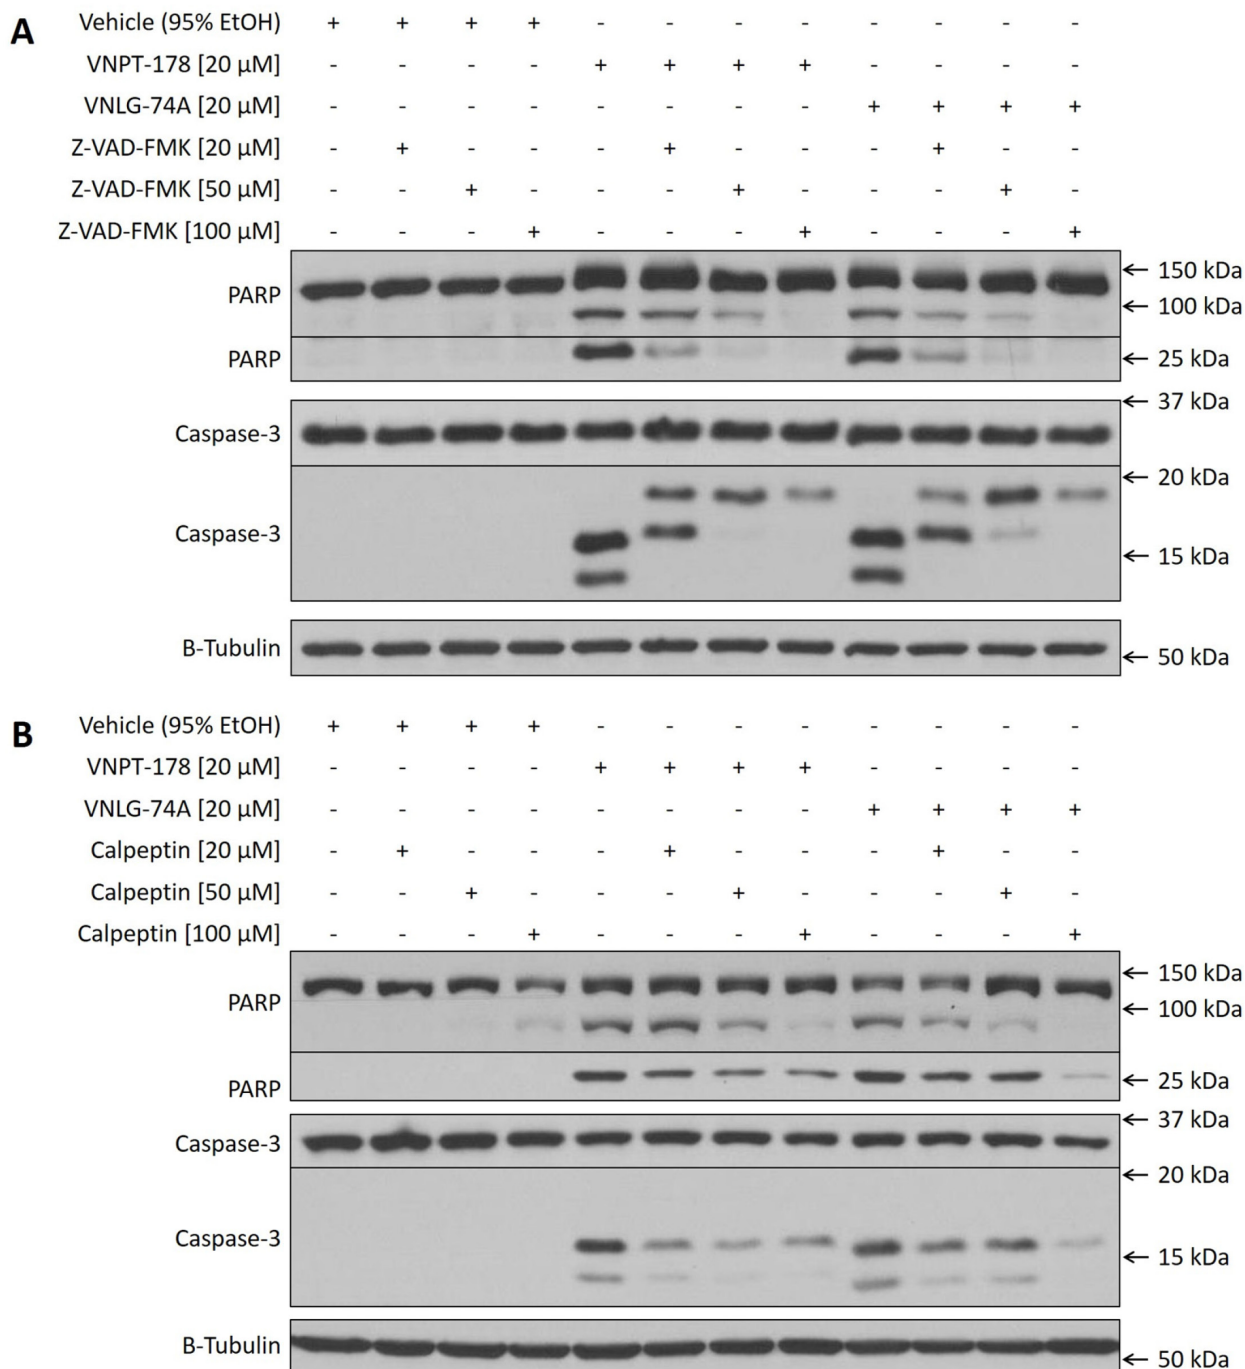 A
Vehicle (95% EtOH) + + + + - - - - - - - -
VNPT-178 [20 µM] - - - - + + + + - - - -
VNLG-74A [20 µM] - - - - - - - - + + + +
Z-VAD-FMK [20 µM] - + - - - + - - - + - -
Z-VAD-FMK [50 µM] - - + - - - + - - - + -
Z-VAD-FMK [100 µM] - - - + - - - + - - - +
PARP ← 150 kDa
← 100 kDa
PARP ← 25 kDa
← 37 kDa
Caspase-3
← 20 kDa
Caspase-3
← 15 kDa
B-Tubulin ← 50 kDa
B
Vehicle (95% EtOH) + + + + - - - - - - - -
VNPT-178 [20 µM] - - - - + + + + - - - -
VNLG-74A [20 µM] - - - - - - - - + + + +
Calpeptin [20 µM] - + - - - + - - - + - -
Calpeptin [50 µM] - - + - - - + - - - + -
Calpeptin [100 µM] - - - + - - - + - - - +
← 150 kDa
PARP ← 100 kDa
PARP ← 25 kDa
← 37 kDa
Caspase-3
← 20 kDa
Caspase-3
← 15 kDa
B-Tubulin
← 50 kDa